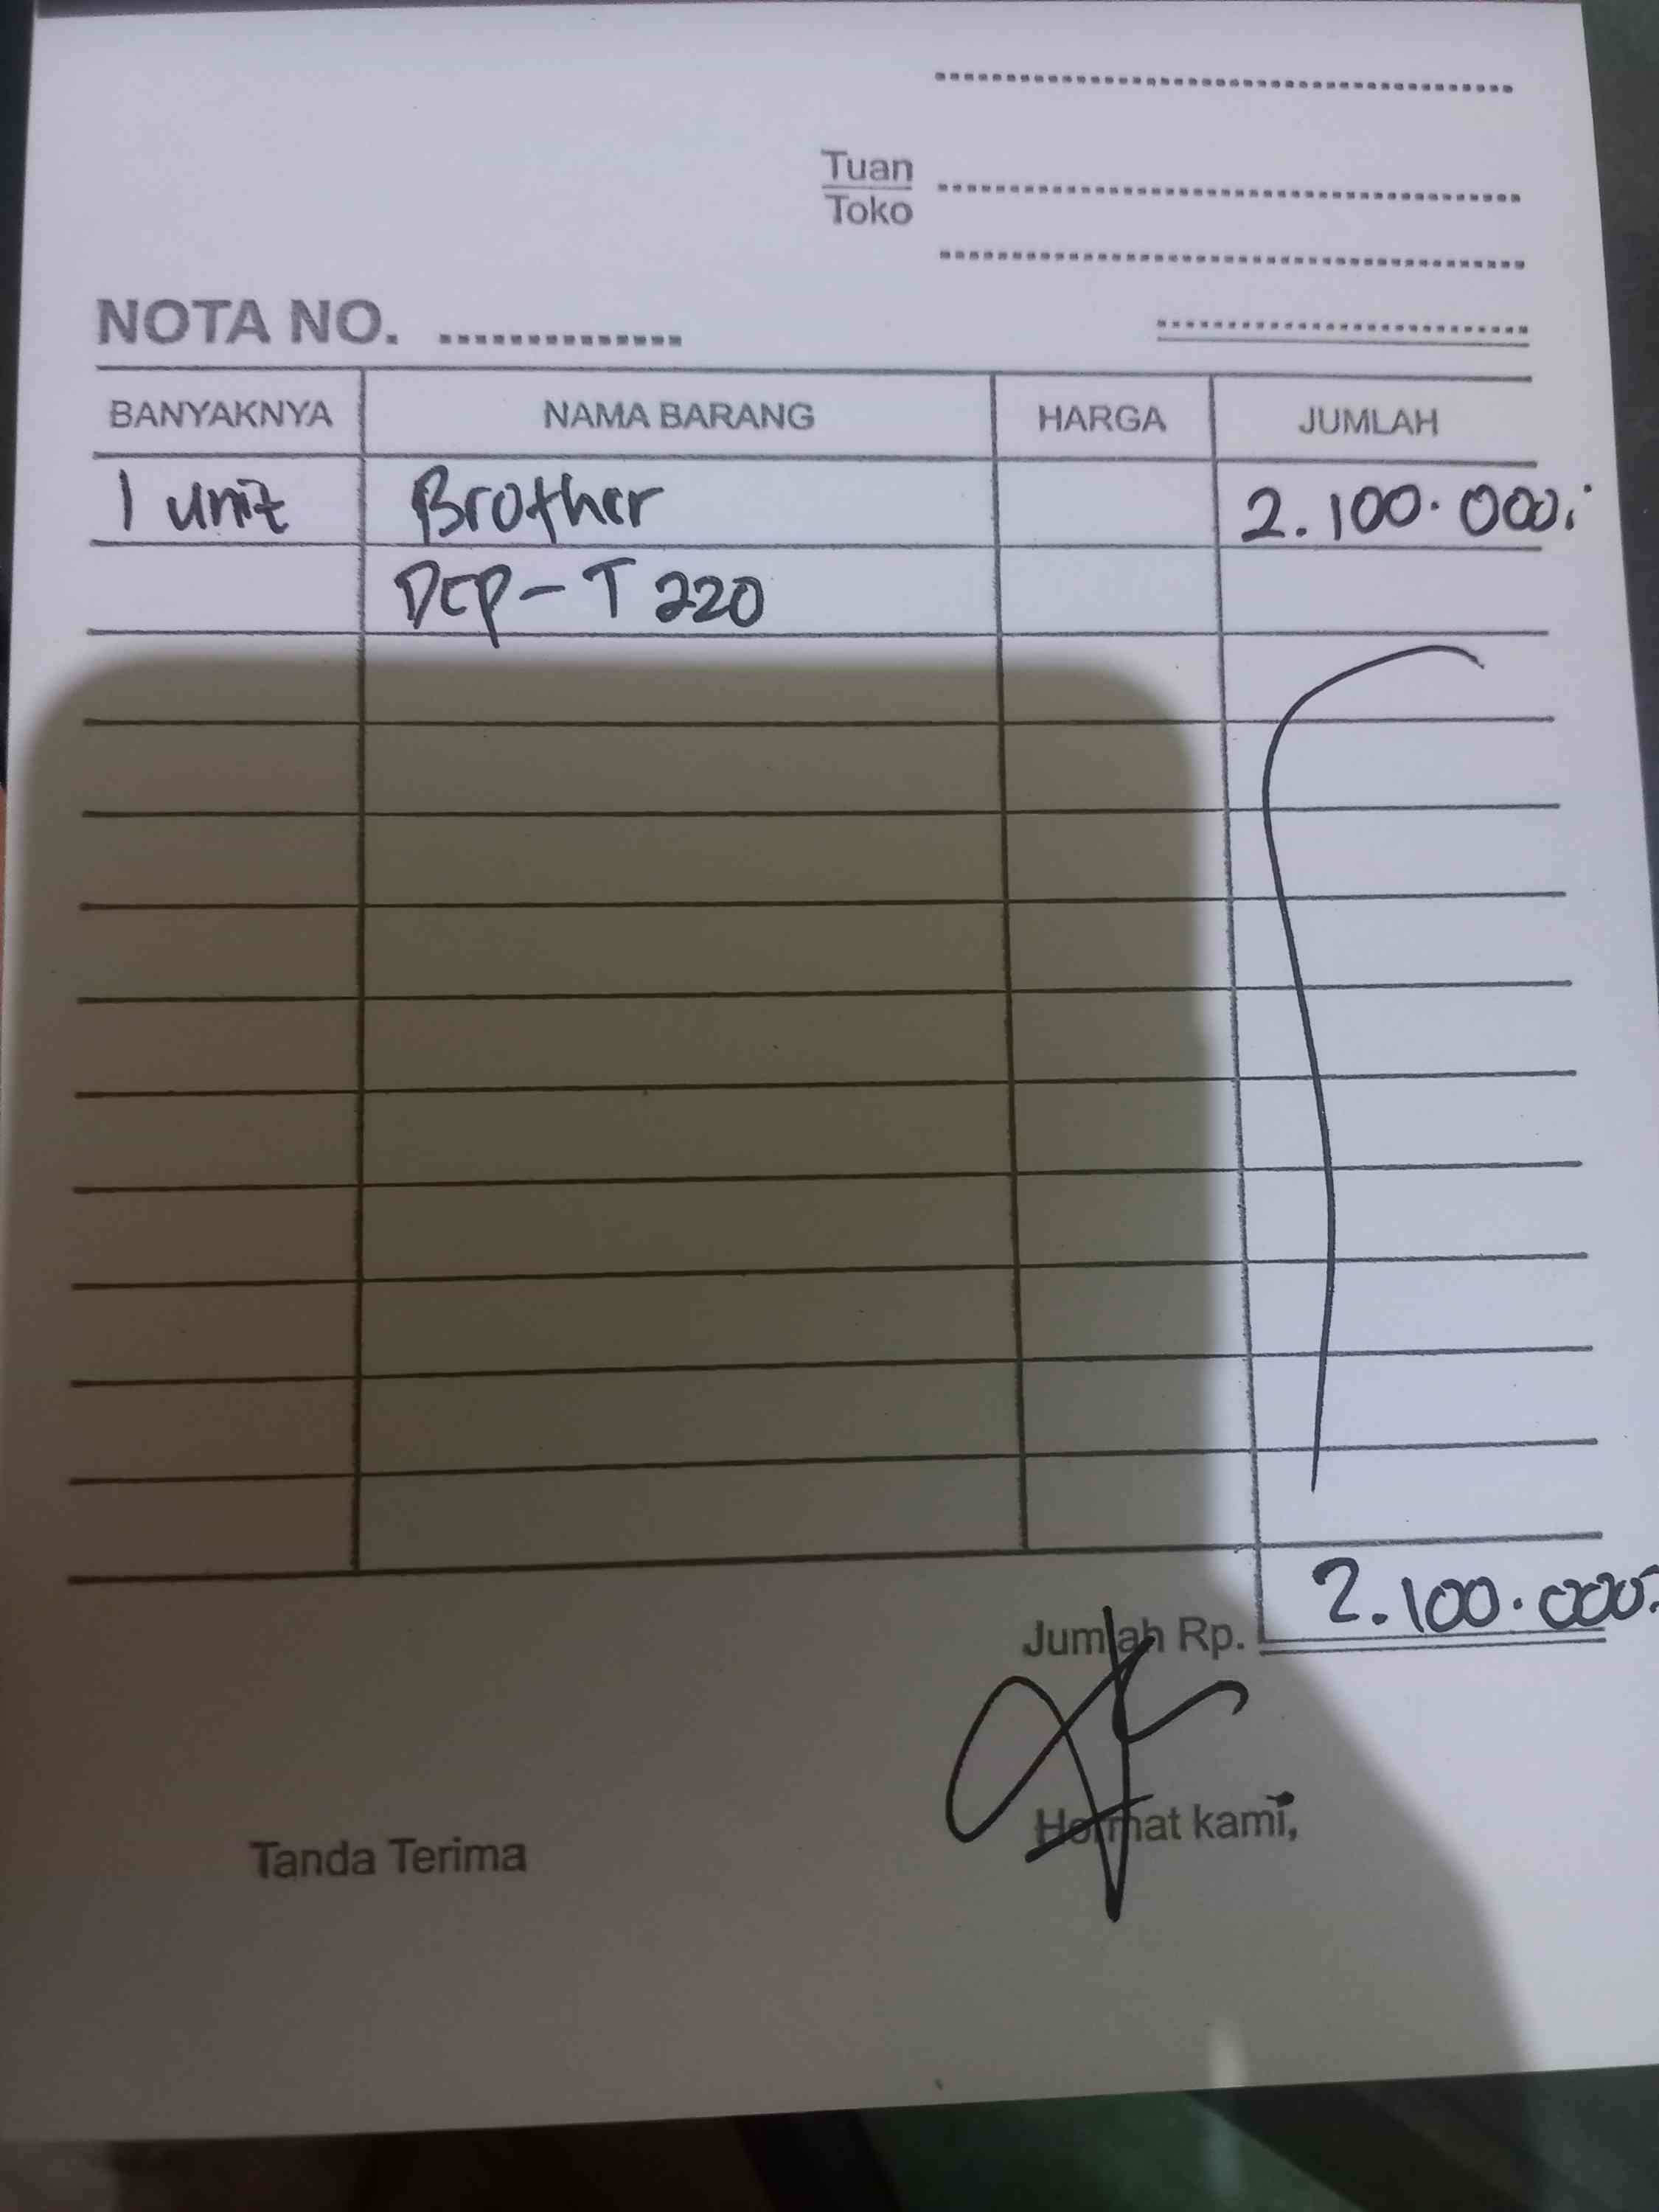 Tuan
Toko
NOTA NO.
BANYAKNYA NAMA BARANG HARGA JUMLAH
1 unit Brother 2.100.000,-
DCP-T220
Jumlah Rp. 2.100.000,-
Tanda Terima Hormat kami,